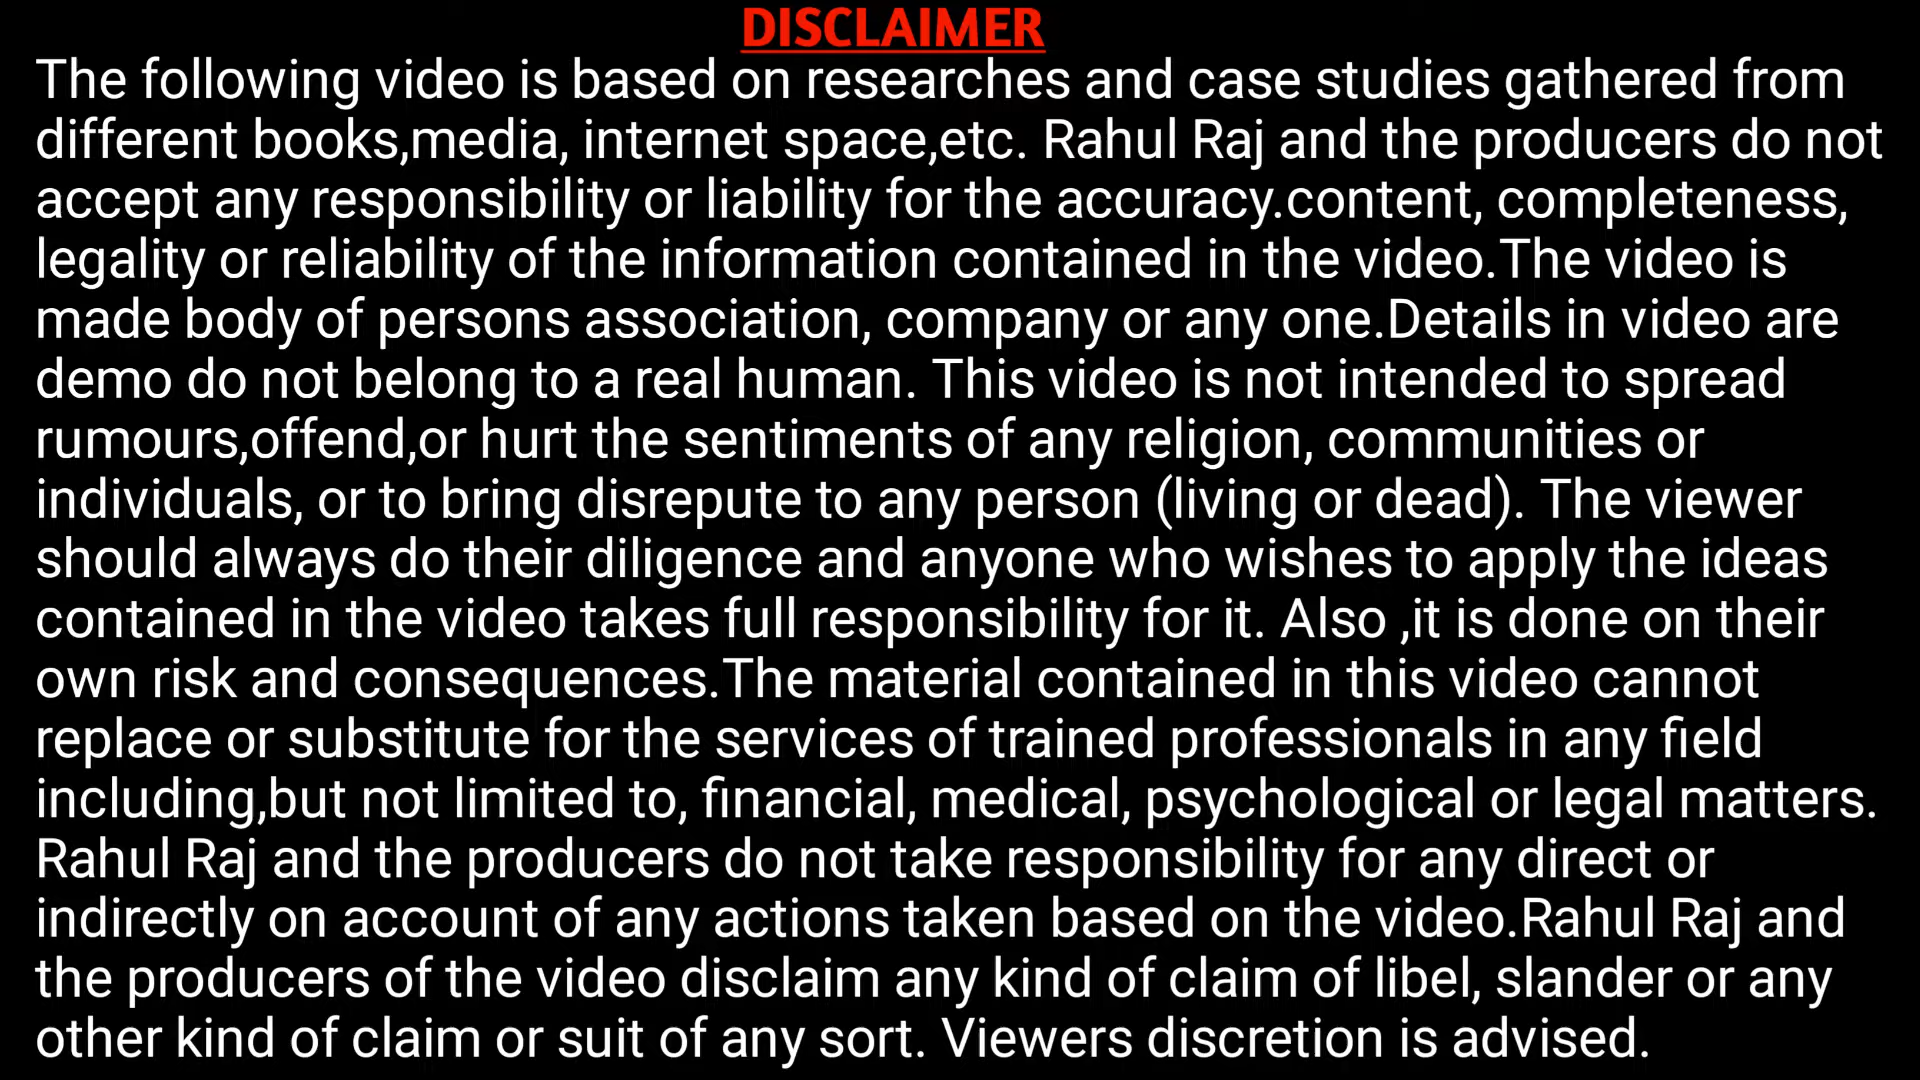 DISCLAIMER
The following video is based on researches and case studies gathered from
different books,media, internet space,etc. Rahul Raj and the producers do not
accept any responsibility or liability for the accuracy.content, completeness,
legality or reliability of the information contained in the video.The video is
made body of persons association, company or any one.Details in video are
demo do not belong to a real human. This video is not intended to spread
rumours,offend,or hurt the sentiments of any religion, communities or
individuals, or to bring disrepute to any person (living or dead). The viewer
should always do their diligence and anyone who wishes to apply the ideas
contained in the video takes full responsibility for it. Also ,it is done on their
own risk and consequences.The material contained in this video cannot
replace or substitute for the services of trained professionals in any field
including,but not limited to, financial, medical, psychological or legal matters.
Rahul Raj and the producers do not take responsibility for any direct or
indirectly on account of any actions taken based on the video.Rahul Raj and
the producers of the video disclaim any kind of claim of libel, slander or any
other kind of claim or suit of any sort. Viewers discretion is advised.